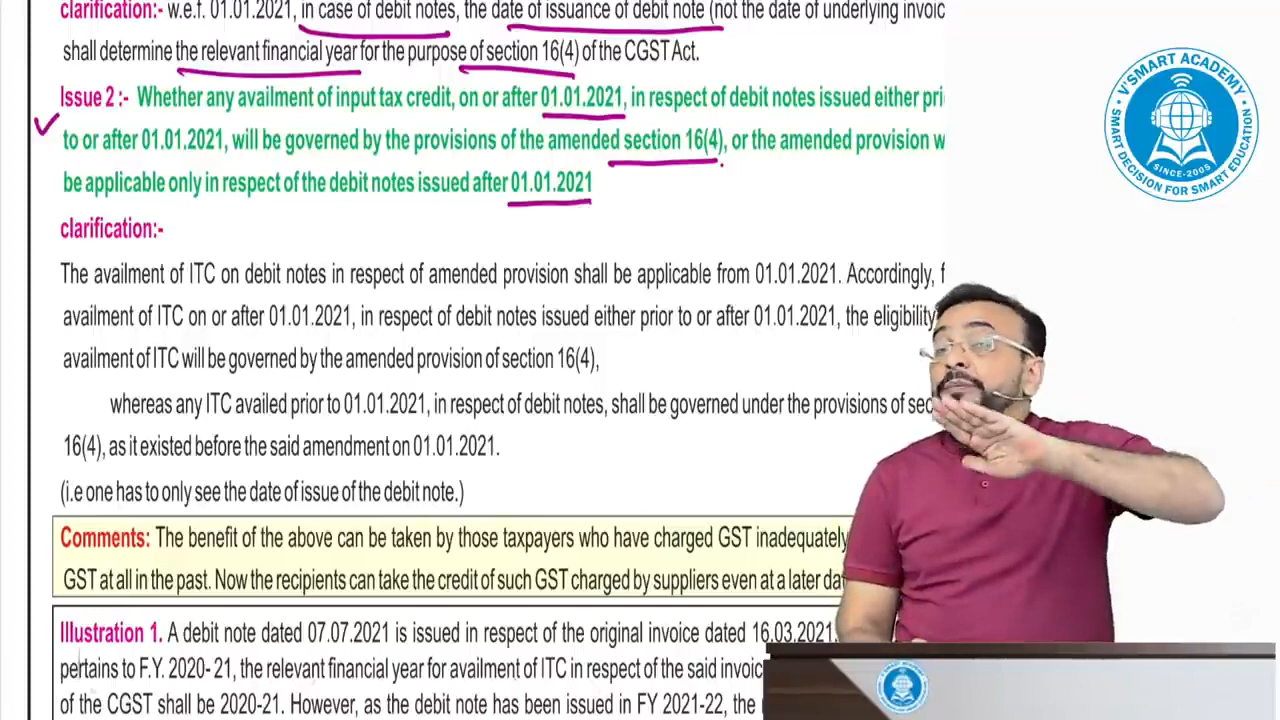 clarification:- w.e.f. 01.01.2021, in case of debit notes, the date of issuance of debit note (not the date of underlying invoic
shall determine the relevant financial year for the purpose of section 16(4) of the CGST Act.
Issue 2 :- Whether any availment of input tax credit, on or after 01.01.2021, in respect of debit notes issued either pri
to or after 01.01.2021, will be governed by the provisions of the amended section 16(4), or the amended provision w
be applicable only in respect of the debit notes issued after 01.01.2021
clarification:-
The availment of ITC on debit notes in respect of amended provision shall be applicable from 01.01.2021. Accordingly, f
availment of ITC on or after 01.01.2021, in respect of debit notes issued either prior to or after 01.01.2021, the eligibility
availment of ITC will be governed by the amended provision of section 16(4),
whereas any ITC availed prior to 01.01.2021, in respect of debit notes, shall be governed under the provisions of sec
16(4), as it existed before the said amendment on 01.01.2021.
(i.e one has to only see the date of issue of the debit note.)
Comments: The benefit of the above can be taken by those taxpayers who have charged GST inadequately
GST at all in the past. Now the recipients can take the credit of such GST charged by suppliers even at a later da
Illustration 1. A debit note dated 07.07.2021 is issued in respect of the original invoice dated 16.03.2021.
pertains to F.Y. 2020- 21, the relevant financial year for availment of ITC in respect of the said invoic
of the CGST shall be 2020-21. However, as the debit note has been issued in FY 2021-22, the
V'SMART ACADEMY
SINCE-2005
SMART DECISION FOR SMART EDUCATION